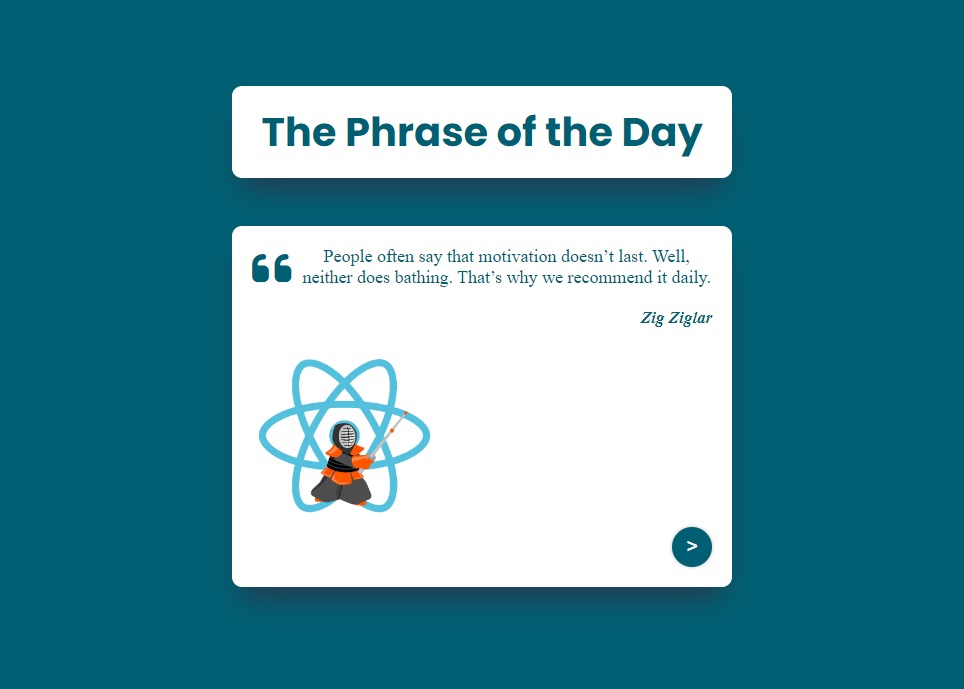 The Phrase of the Day
People often say that motivation doesn’t last. Well,
neither does bathing. That’s why we recommend it daily.
Zig Ziglar
>